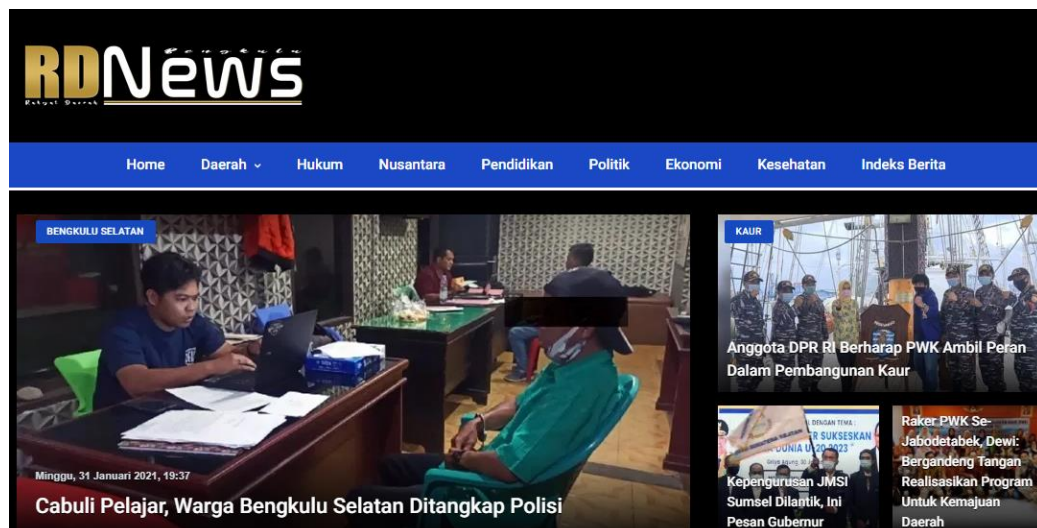 Bengkulu
RDNews
Rakyat Daerah
Home Daerah Hukum Nusantara Pendidikan Politik Ekonomi Kesehatan Indeks Berita
BENGKULU SELATAN
Minggu, 31 Januari 2021, 19:37
Cabuli Pelajar, Warga Bengkulu Selatan Ditangkap Polisi
KAUR
Anggota DPR RI Berharap PWK Ambil Peran
Dalam Pembangunan Kaur
DENGAN TEMA :
SUKSESKAN
DUNIA U-20 2023
Kepengurusan JMSI
Sumsel Dilantik, Ini
Pesan Gubernur
Raker PWK Se-
Jabodetabek, Dewi:
Bergandeng Tangan
Realisasikan Program
Untuk Kemajuan
Daerah